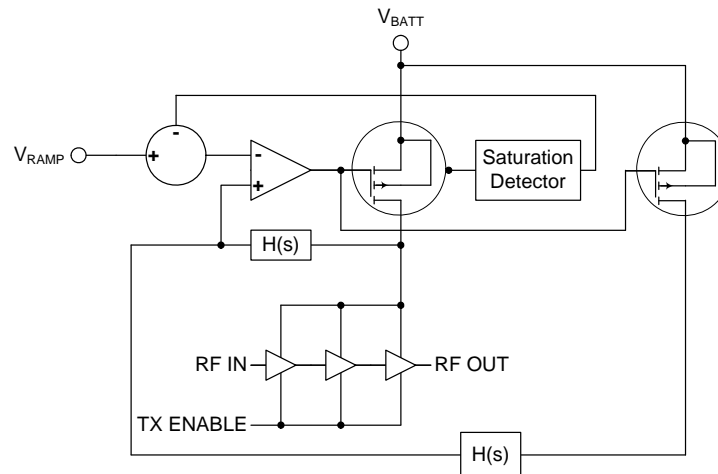 V_BATT
V_RAMP
+
-
-
+
Saturation
Detector
H(s)
RF IN
RF OUT
TX ENABLE
H(s)